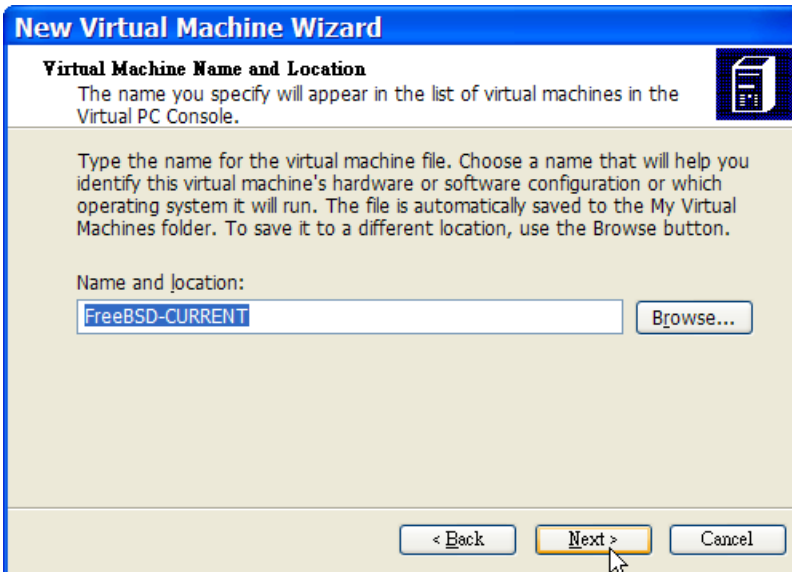 New Virtual Machine Wizard
Virtual Machine Name and Location
The name you specify will appear in the list of virtual machines in the
Virtual PC Console.
Type the name for the virtual machine file. Choose a name that will help you
identify this virtual machine's hardware or software configuration or which
operating system it will run. The file is automatically saved to the My Virtual
Machines folder. To save it to a different location, use the Browse button.
Name and location:
FreeBSD-CURRENT
Browse...
< Back
Next >
Cancel